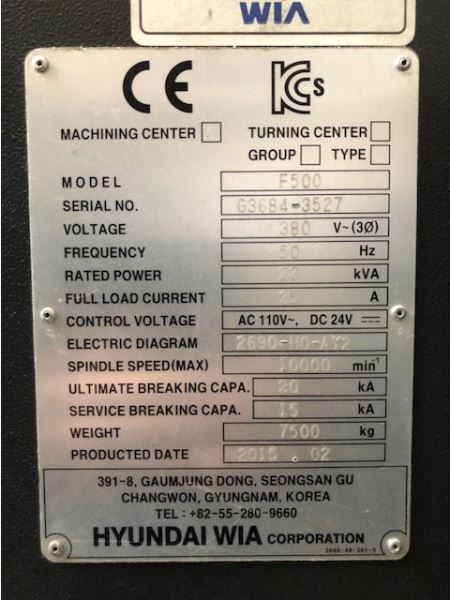 WIA
CE KCs
MACHINING CENTER TURNING CENTER
GROUP TYPE
MODEL F500
SERIAL NO. G3684-3527
VOLTAGE 380 V~(3Ø)
FREQUENCY 50 Hz
RATED POWER kVA
FULL LOAD CURRENT A
CONTROL VOLTAGE AC 110V~, DC 24V
ELECTRIC DIAGRAM 2690-H0-AY2
SPINDLE SPEED(MAX) 10000 min⁻¹
ULTIMATE BREAKING CAPA. kA
SERVICE BREAKING CAPA. 15 kA
WEIGHT 7500 kg
PRODUCTED DATE 2015 . 02
391-8, GAUMJUNG DONG, SEONGSAN GU
CHANGWON, GYUNGNAM, KOREA
TEL : +82-55-280-9660
HYUNDAI WIA CORPORATION